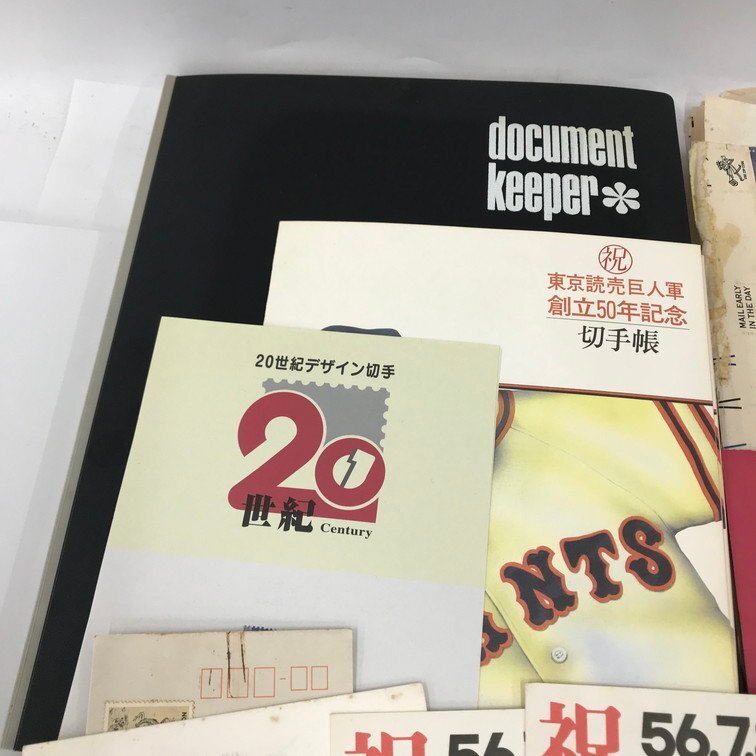 document
keeper*
祝
東京読売巨人軍
創立50年記念
切手帳
20世紀デザイン切手
20
世紀 Century
NTS
MAIL EARLY
IN THE DAY
祝 56
祝 56.7.